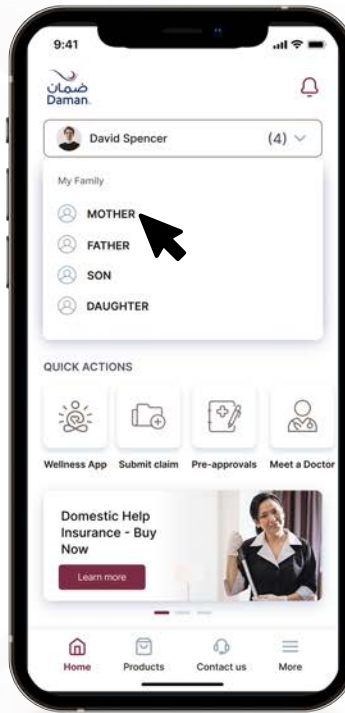 9:41
ضمان
Daman.
David Spencer (4)
My Family
MOTHER
FATHER
SON
DAUGHTER
QUICK ACTIONS
Wellness App Submit claim Pre-approvals Meet a Doctor
Domestic Help
Insurance - Buy
Now
Learn more
Home Products Contact us More